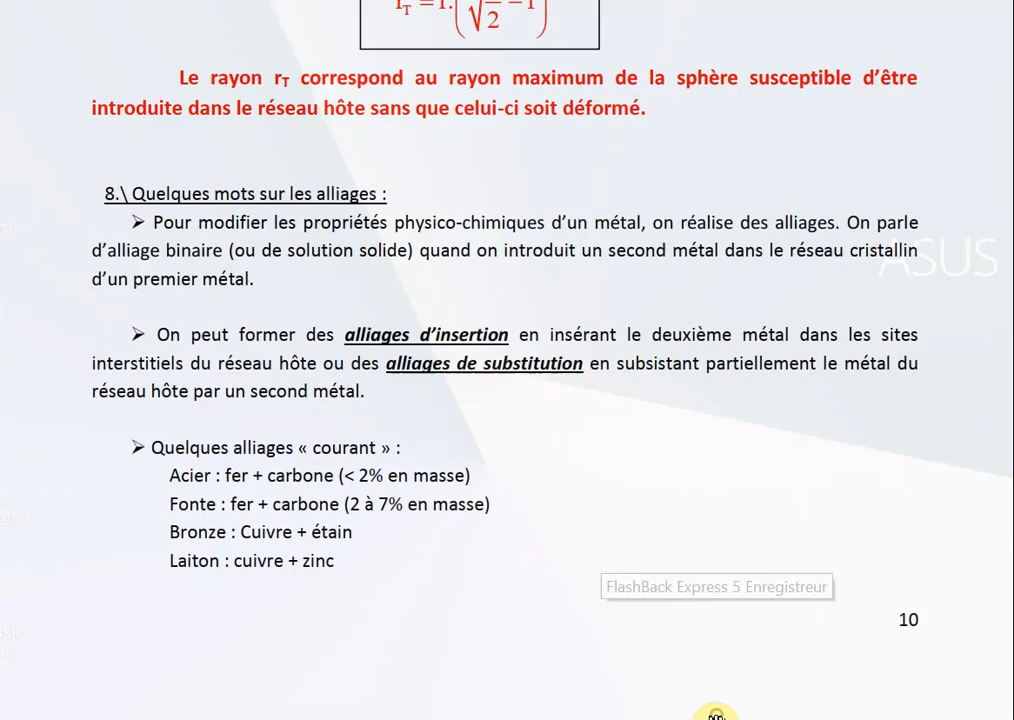 r_T = r.(√ 2 − 1)
Le rayon r_T correspond au rayon maximum de la sphère susceptible d'être
introduite dans le réseau hôte sans que celui-ci soit déformé.
8.\ Quelques mots sur les alliages :
➢ Pour modifier les propriétés physico-chimiques d'un métal, on réalise des alliages. On parle
d'alliage binaire (ou de solution solide) quand on introduit un second métal dans le réseau cristallin
d'un premier métal.
ASUS
➢ On peut former des alliages d'insertion en insérant le deuxième métal dans les sites
interstitiels du réseau hôte ou des alliages de substitution en subsistant partiellement le métal du
réseau hôte par un second métal.
➢ Quelques alliages « courant » :
Acier : fer + carbone (< 2% en masse)
Fonte : fer + carbone (2 à 7% en masse)
Bronze : Cuivre + étain
Laiton : cuivre + zinc
FlashBack Express 5 Enregistreur
10